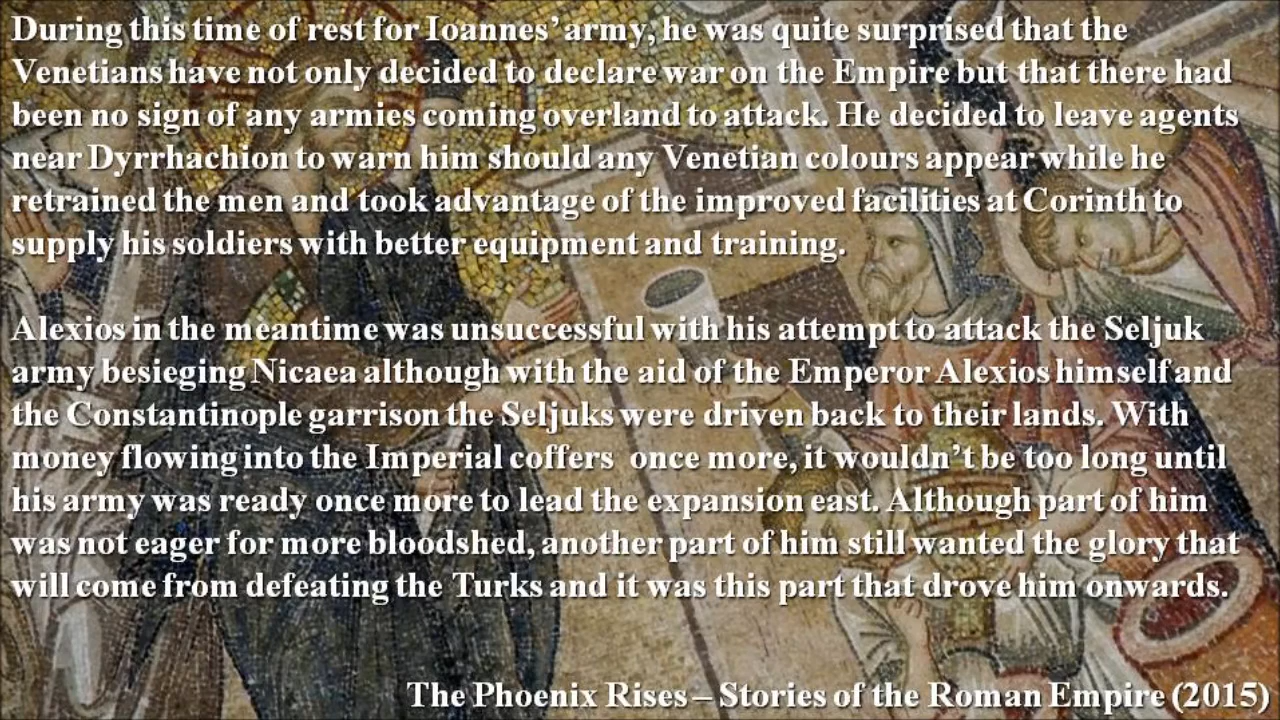 During this time of rest for Ioannes’ army, he was quite surprised that the
Venetians have not only decided to declare war on the Empire but that there had
been no sign of any armies coming overland to attack. He decided to leave agents
near Dyrrhachion to warn him should any Venetian colours appear while he
retrained the men and took advantage of the improved facilities at Corinth to
supply his soldiers with better equipment and training.
Alexios in the meantime was unsuccessful with his attempt to attack the Seljuk
army besieging Nicaea although with the aid of the Emperor Alexios himself and
the Constantinople garrison the Seljuks were driven back to their lands. With
money flowing into the Imperial coffers  once more, it wouldn’t be too long until
his army was ready once more to lead the expansion east. Although part of him
was not eager for more bloodshed, another part of him still wanted the glory that
will come from defeating the Turks and it was this part that drove him onwards.
The Phoenix Rises – Stories of the Roman Empire (2015)